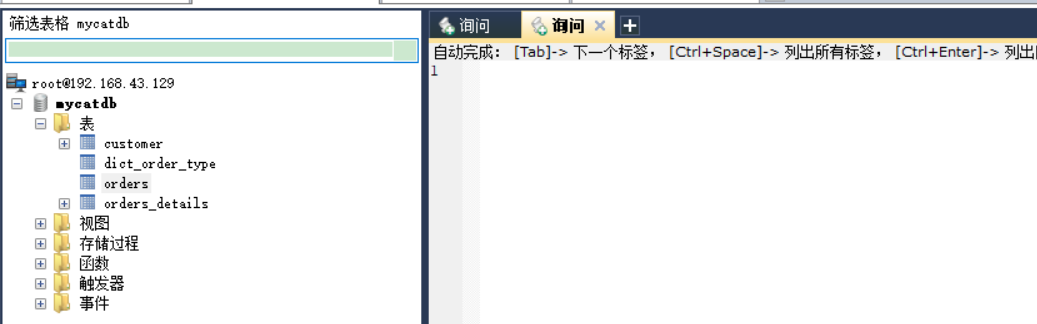 筛选表格 mycatdb
root@192.168.43.129
mycatdb
表
customer
dict_order_type
orders
orders_details
视图
存储过程
函数
触发器
事件
询问
询问
自动完成: [Tab]-> 下一个标签, [Ctrl+Space]-> 列出所有标签, [Ctrl+Enter]-> 列出
1